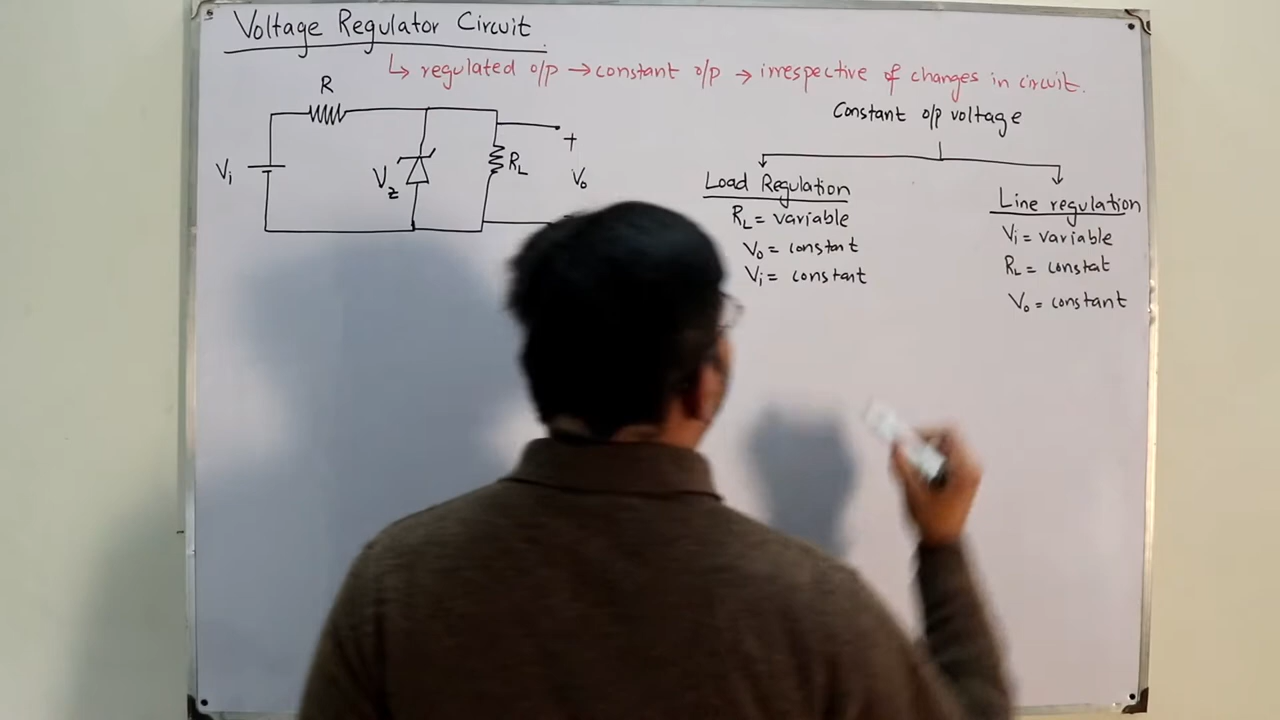 Voltage Regulator Circuit
↳ regulated o/p → constant o/p → irrespective of changes in circuit.
R
Vi
Vz
RL
+
Vo
Constant o/p voltage
Load Regulation
RL = variable
Vo = constant
Vi = constant
Line regulation
Vi = variable
RL = constat
Vo = constant